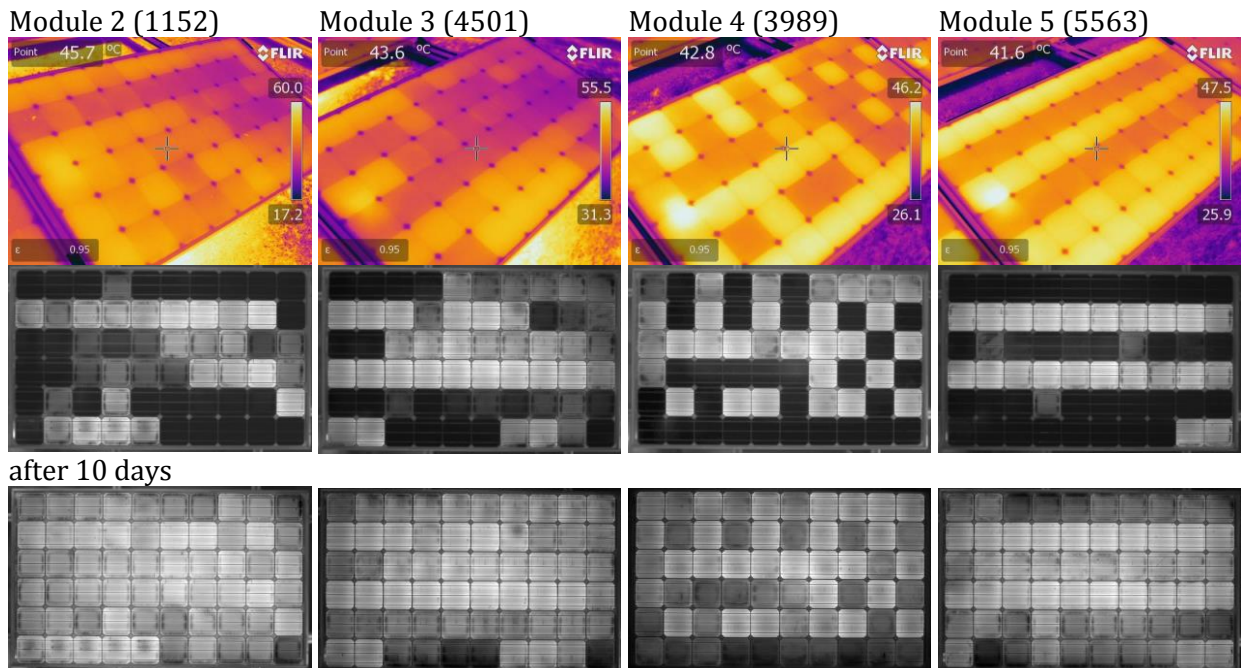 Module 2 (1152) Module 3 (4501) Module 4 (3989) Module 5 (5563)
Point 45.7 °C FLIR
60.0
17.2
ε 0.95
Point 43.6 °C FLIR
55.5
31.3
ε 0.95
Point 42.8 °C FLIR
46.2
26.1
ε 0.95
Point 41.6 °C FLIR
47.5
25.9
ε 0.95
after 10 days